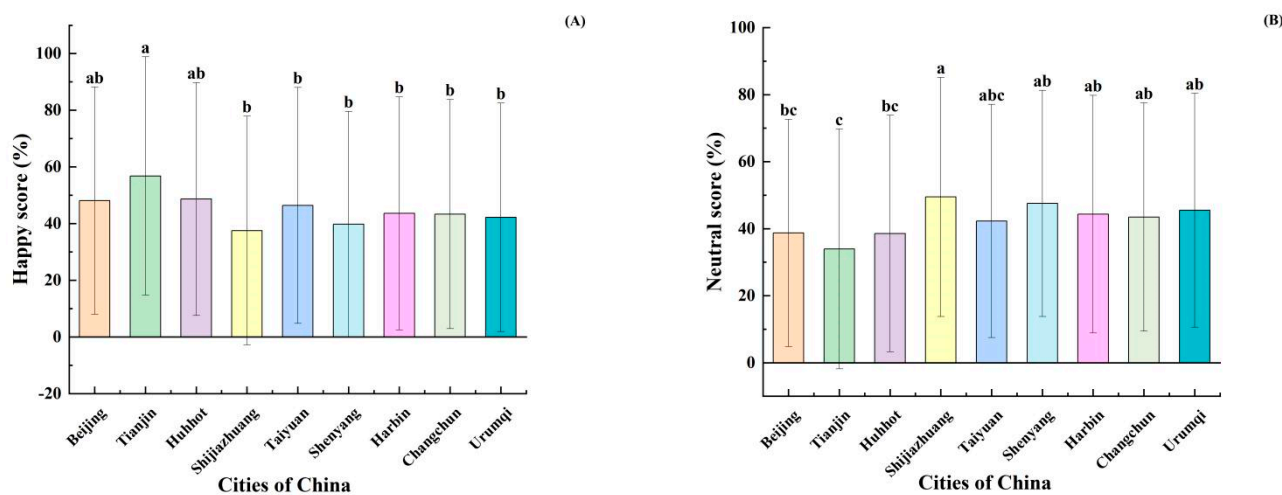 (A)
Happy score (%)
100
80
60
40
20
0
-20
ab
a
ab
b
b
b
b
b
b
Beijing
Tianjin
Huhhot
Shijiazhuang
Taiyuan
Shenyang
Harbin
Changchun
Urumqi
Cities of China
(B)
Neutral score (%)
100
80
60
40
20
0
bc
c
bc
a
abc
ab
ab
ab
ab
Beijing
Tianjin
Huhhot
Shijiazhuang
Taiyuan
Shenyang
Harbin
Changchun
Urumqi
Cities of China